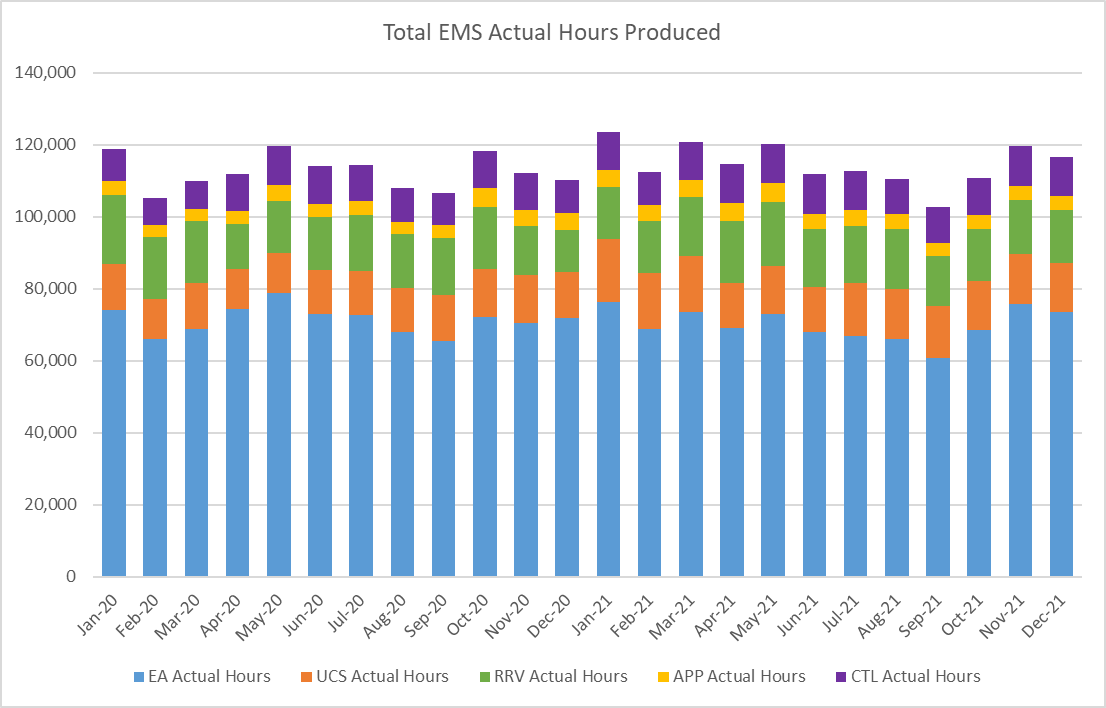 Total EMS Actual Hours Produced
140,000
120,000
100,000
80,000
60,000
40,000
20,000
0
Jan-20 Feb-20 Mar-20 Apr-20 May-20 Jun-20 Jul-20 Aug-20 Sep-20 Oct-20 Nov-20 Dec-20 Jan-21 Feb-21 Mar-21 Apr-21 May-21 Jun-21 Jul-21 Aug-21 Sep-21 Oct-21 Nov-21 Dec-21
EA Actual Hours UCS Actual Hours RRV Actual Hours APP Actual Hours CTL Actual Hours